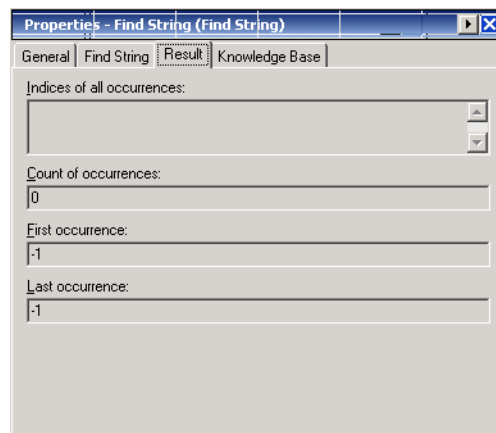 Properties - Find String (Find String)
General Find String Result Knowledge Base
Indices of all occurrences:
Count of occurrences:
0
First occurrence:
-1
Last occurrence:
-1